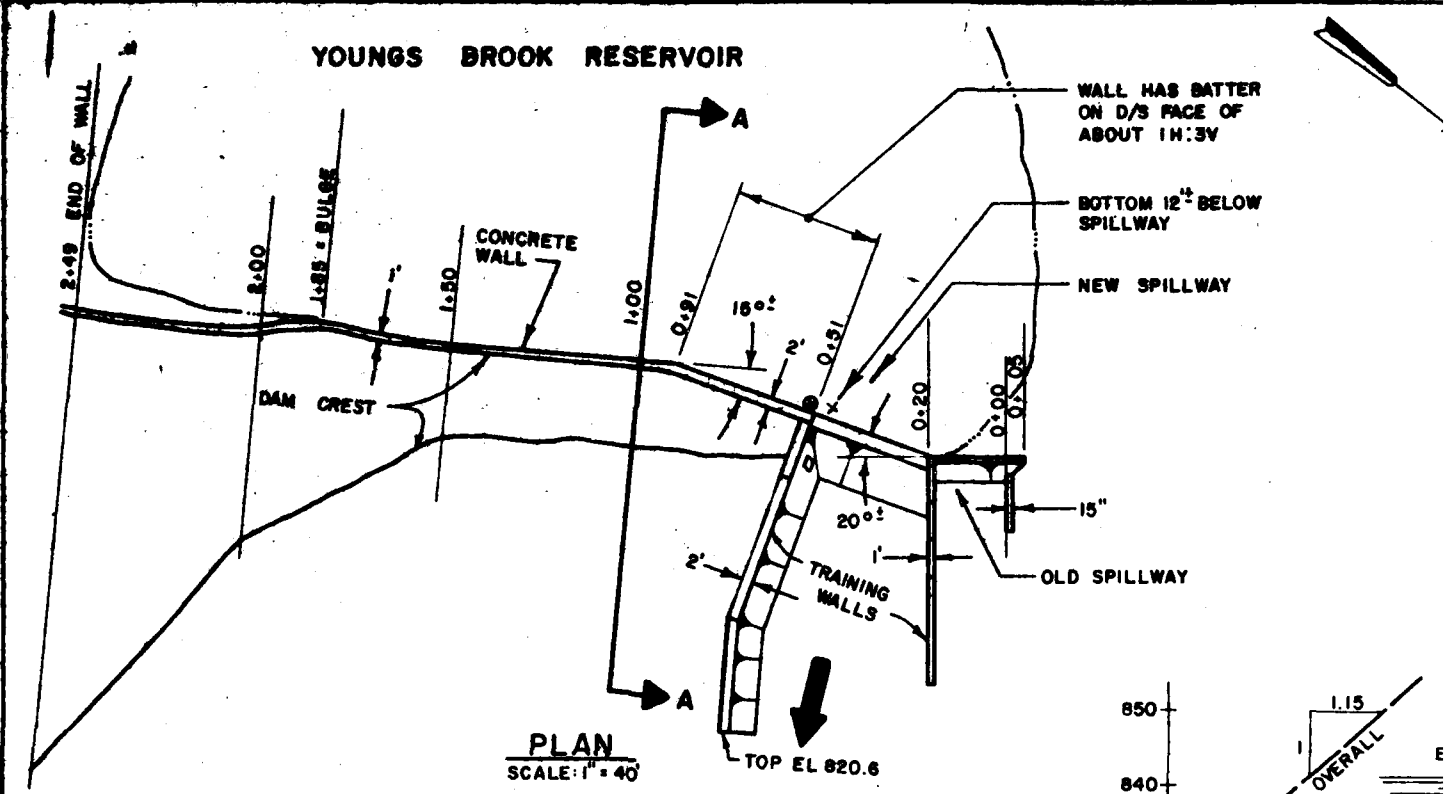 YOUNGS BROOK RESERVOIR
WALL HAS BATTER
ON D/S FACE OF
ABOUT 1H:3V
BOTTOM 12'± BELOW
SPILLWAY
NEW SPILLWAY
A
2+49 END OF WALL
2+00
1+85 = BULGE
1'
1+50
CONCRETE
WALL
1+00
0+91
16°±
2'
0+51
0+20
0+00
0+05
DAM CREST
20°±
15"
1'
OLD SPILLWAY
2'
TRAINING
WALLS
A
PLAN
SCALE: 1" = 40'
TOP EL 820.6
850
840
1.15
1
OVERALL
E